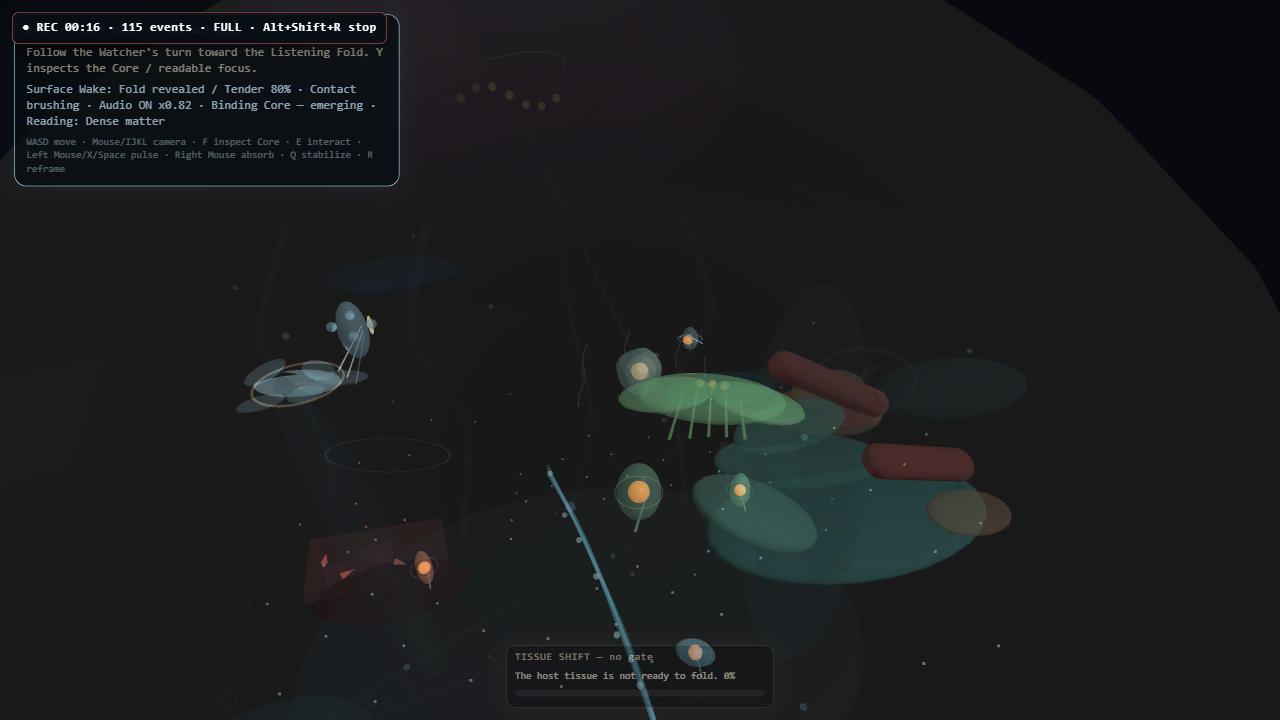 ● REC 00:16 · 115 events · FULL · Alt+Shift+R stop
Follow the Watcher's turn toward the Listening Fold. Y
inspects the Core / readable focus.
Surface Wake: Fold revealed / Tender 80% · Contact
brushing · Audio ON x0.82 · Binding Core — emerging ·
Reading: Dense matter
WASD move · Mouse/IJKL camera · F inspect Core · E interact ·
Left Mouse/X/Space pulse · Right Mouse absorb · Q stabilize · R
reframe
TISSUE SHIFT — no gate
The host tissue is not ready to fold. 0%